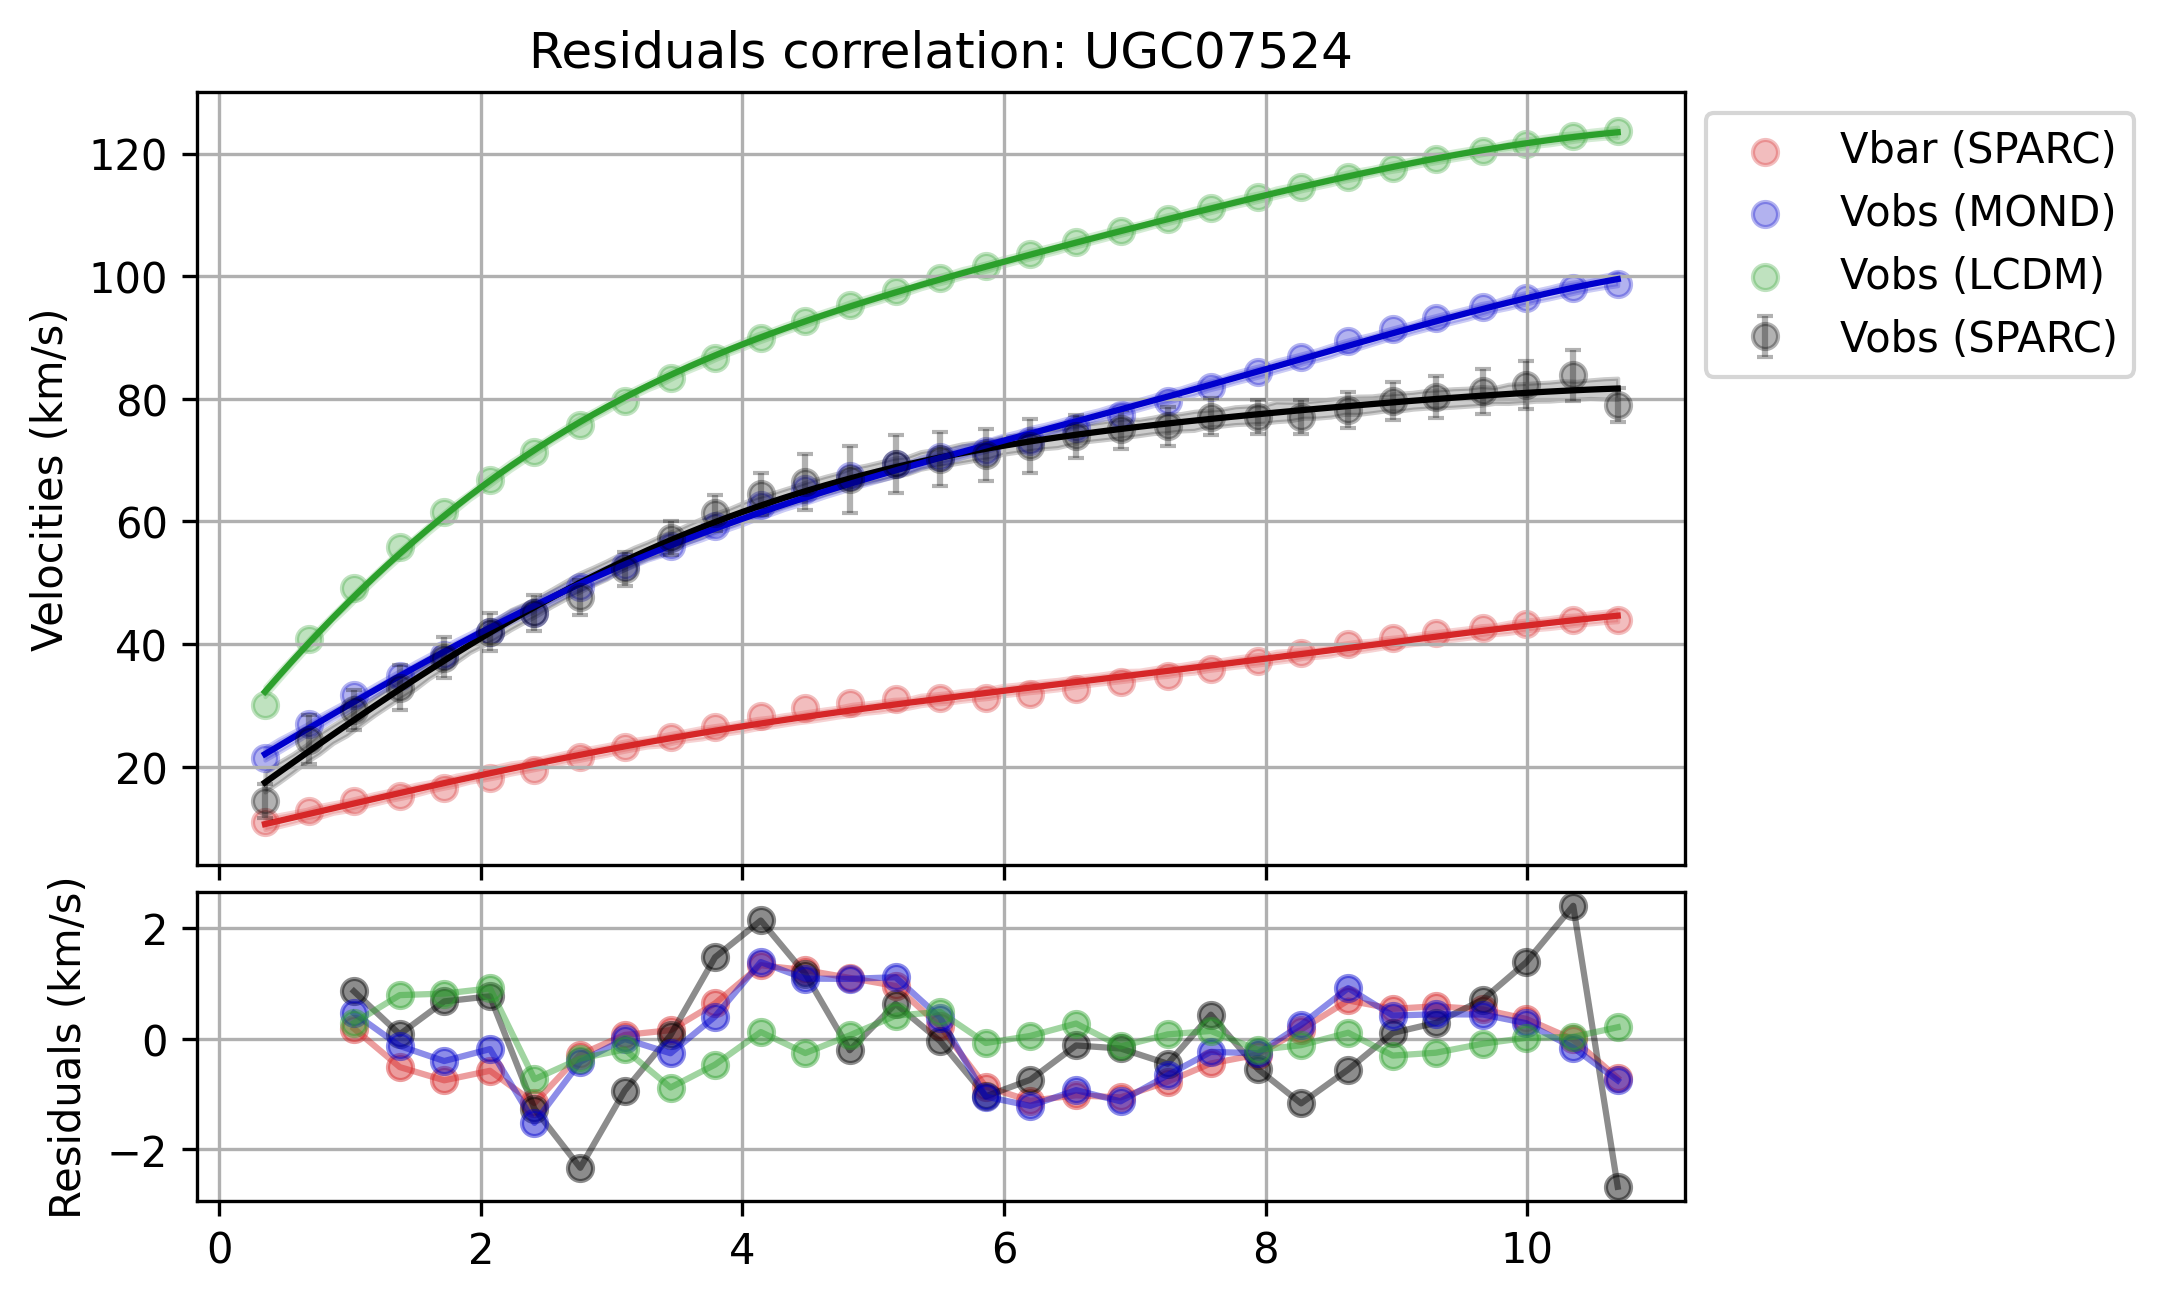 Residuals correlation: UGC07524
Velocities (km/s)
120
100
80
60
40
20
Vbar (SPARC)
Vobs (MOND)
Vobs (LCDM)
Vobs (SPARC)
Residuals (km/s)
2
0
−2
0 2 4 6 8 10